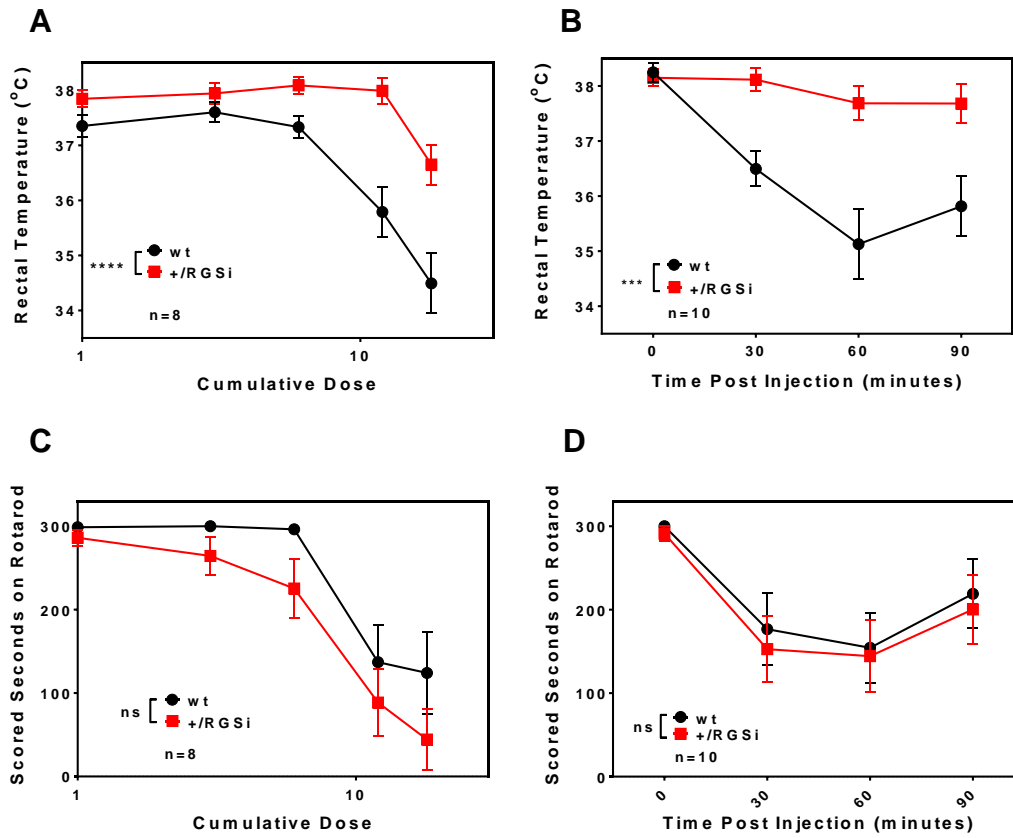 A
Rectal Temperature (°C)
38
37
36
35
34
wt
+/RGSi
****
n=8
1
10
Cumulative Dose
B
Rectal Temperature (°C)
38
37
36
35
34
wt
+/RGSi
***
n=10
0
30
60
90
Time Post Injection (minutes)
C
Scored Seconds on Rotarod
300
200
100
0
wt
+/RGSi
ns
n=8
1
10
Cumulative Dose
D
Scored Seconds on Rotarod
300
200
100
0
wt
+/RGSi
ns
n=10
0
30
60
90
Time Post Injection (minutes)